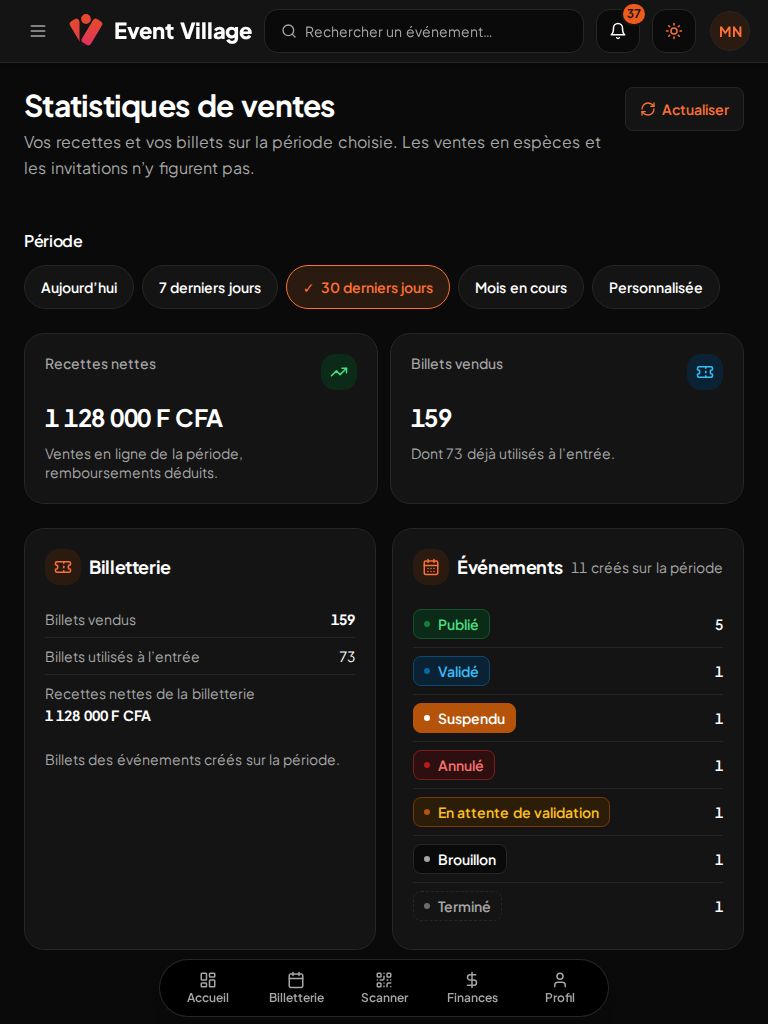 Event Village
Rechercher un événement…
37
MN
Statistiques de ventes
Actualiser
Vos recettes et vos billets sur la période choisie. Les ventes en espèces et
les invitations n’y figurent pas.
Période
Aujourd’hui
7 derniers jours
✓ 30 derniers jours
Mois en cours
Personnalisée
Recettes nettes
1 128 000 F CFA
Ventes en ligne de la période,
remboursements déduits.
Billets vendus
159
Dont 73 déjà utilisés à l’entrée.
Billetterie
Billets vendus 159
Billets utilisés à l’entrée 73
Recettes nettes de la billetterie
1 128 000 F CFA
Billets des événements créés sur la période.
Événements 11 créés sur la période
Publié 5
Validé 1
Suspendu 1
Annulé 1
En attente de validation 1
Brouillon 1
Terminé 1
Accueil
Billetterie
Scanner
Finances
Profil